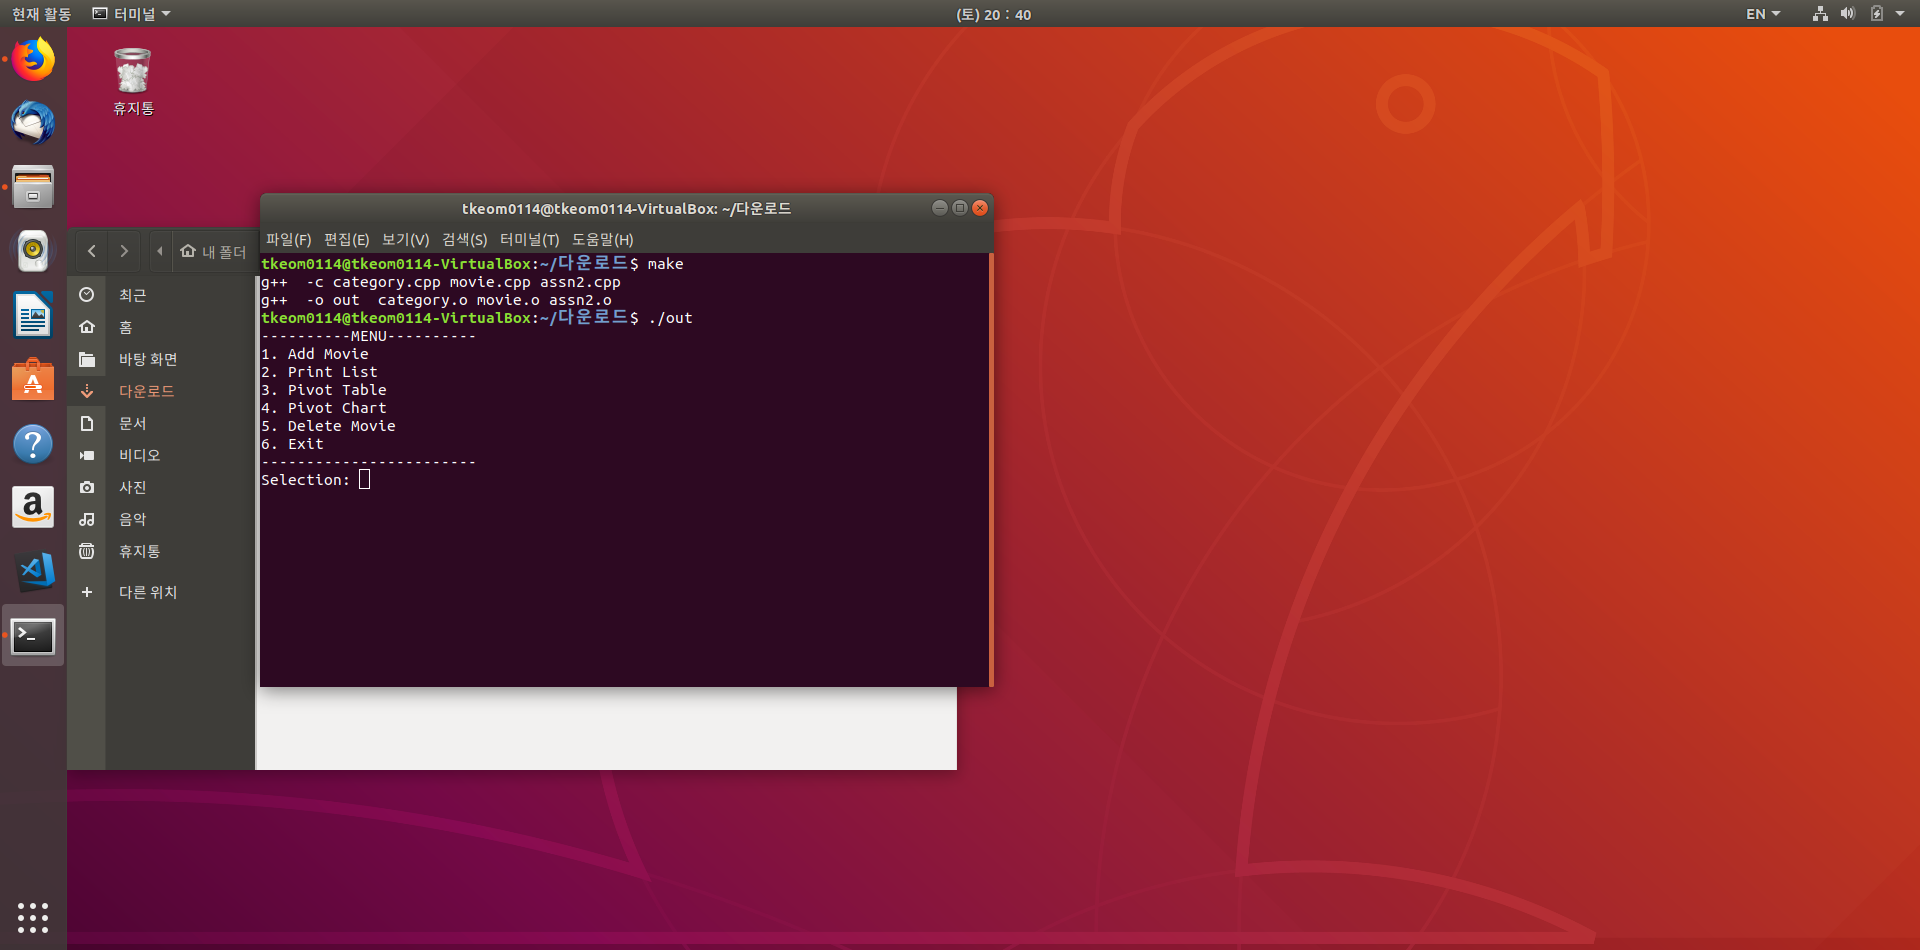 현재 활동 터미널 (토) 20 : 40 EN
휴지통
tkeom0114@tkeom0114-VirtualBox: ~/다운로드
파일(F) 편집(E) 보기(V) 검색(S) 터미널(T) 도움말(H)
내 폴더
최근
홈
바탕 화면
다운로드
문서
비디오
사진
음악
휴지통
다른 위치
tkeom0114@tkeom0114-VirtualBox:~/다운로드$ make
g++  -c category.cpp movie.cpp assn2.cpp
g++  -o out  category.o movie.o assn2.o
tkeom0114@tkeom0114-VirtualBox:~/다운로드$ ./out
----------MENU----------
1. Add Movie
2. Print List
3. Pivot Table
4. Pivot Chart
5. Delete Movie
6. Exit
------------------------
Selection: